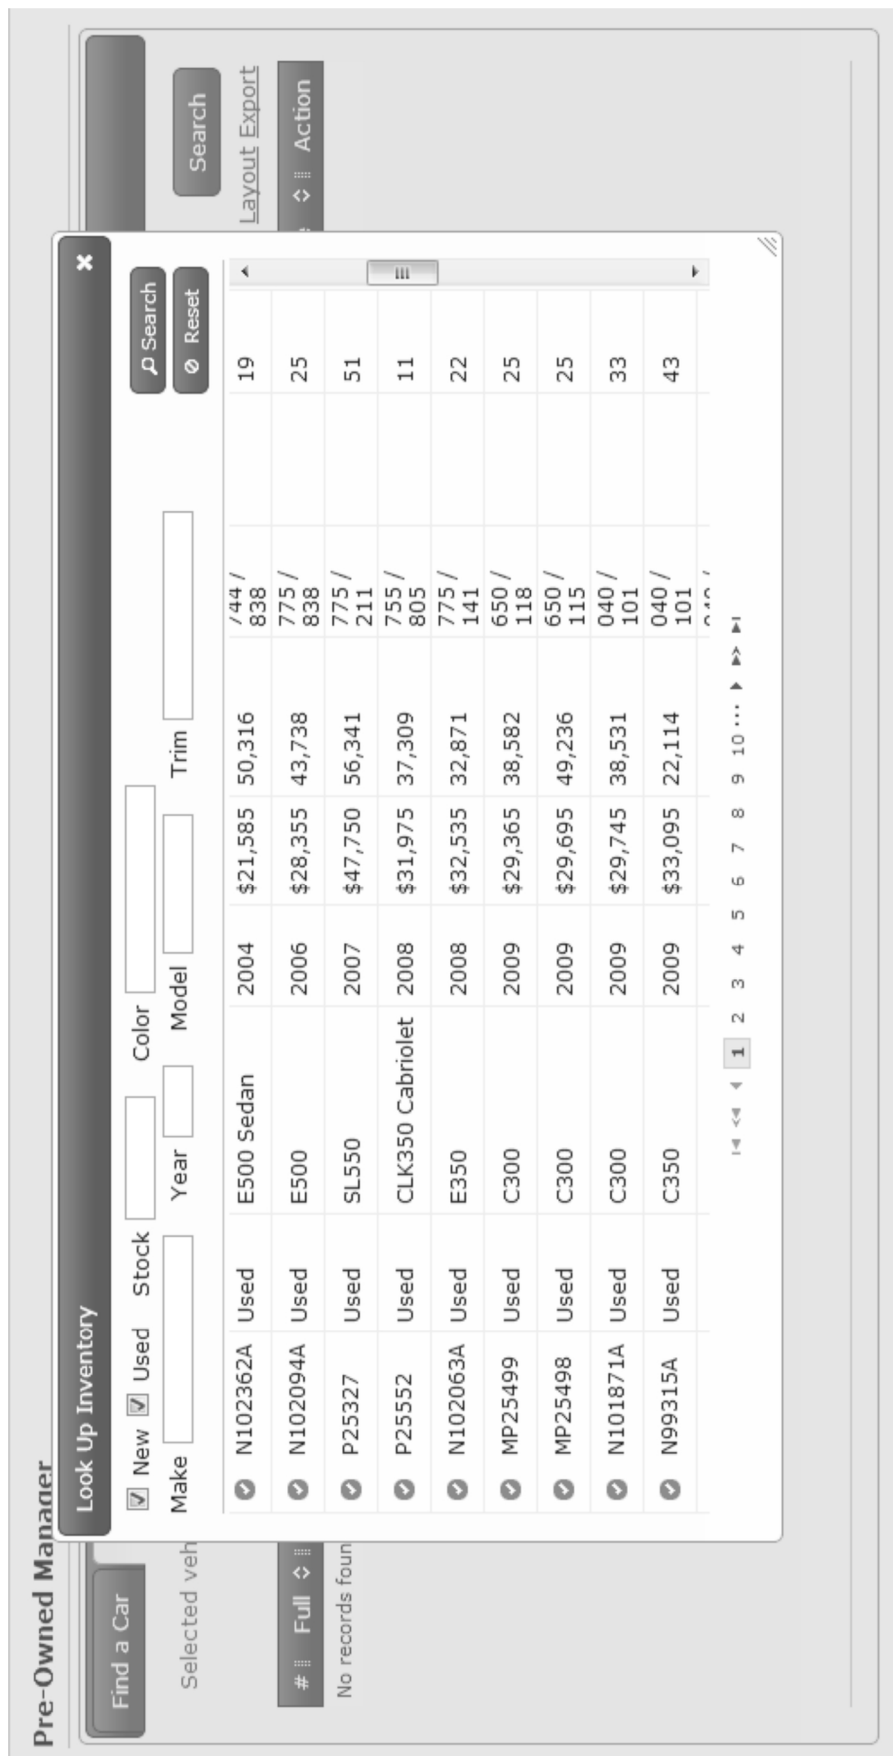 Pre-Owned Manager
Find a Car
Look Up Inventory
New Used Stock Color Search
Make Year Model Trim Reset
Selected veh
Search
Layout Export
# Full Action
No records foun
N102362A Used E500 Sedan 2004 $21,585 50,316 744 / 838 19
N102094A Used E500 2006 $28,355 43,738 775 / 838 25
P25327 Used SL550 2007 $47,750 56,341 775 / 211 51
P25552 Used CLK350 Cabriolet 2008 $31,975 37,309 755 / 805 11
N102063A Used E350 2008 $32,535 32,871 775 / 141 22
MP25499 Used C300 2009 $29,365 38,582 650 / 118 25
MP25498 Used C300 2009 $29,695 49,236 650 / 115 25
N101871A Used C300 2009 $29,745 38,531 040 / 101 33
N99315A Used C350 2009 $33,095 22,114 040 / 101 43
1 2 3 4 5 6 7 8 9 10 ...